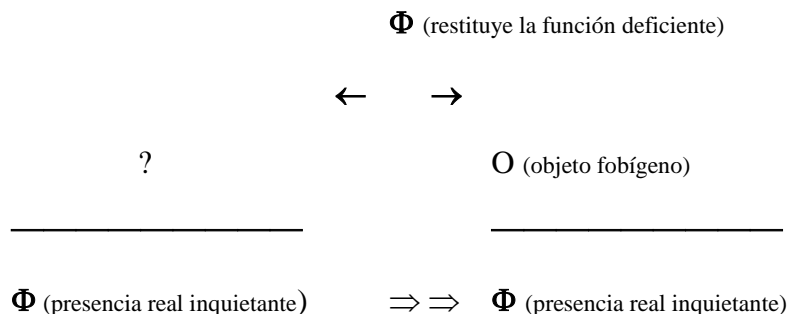 Φ (restituye la función deficiente)
← →
? O (objeto fobígeno)
Φ (presencia real inquietante) ⇒ ⇒ Φ (presencia real inquietante)